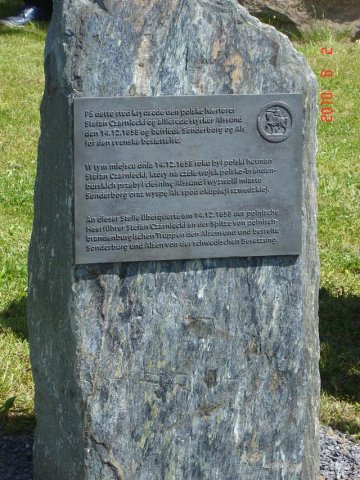 På dette sted krydsede den polske hærfører
Stefan Czarniecki og allierede styrker Alssund
den 14.12.1658 og befriede Sønderborg og Als
for den svenske besættelse.
W tym miejscu dnia 14.12.1658 roku był polski hetman
Stefan Czarniecki, który na czele wojsk polsko-branden-
burskich przebył cieśninę Alssund i wyzwolił miasto
Sønderborg oraz wyspę Als spod okupacji szwedzkiej.
An dieser Stelle überquerte am 14.12.1658 der polnische
Heerführer Stefan Czarniecki an der Spitze von polnisch-
brandenburgischen Truppen den Alsensund und befreite
Sonderburg und Alsen von der schwedischen Besetzung.
2010 6 2